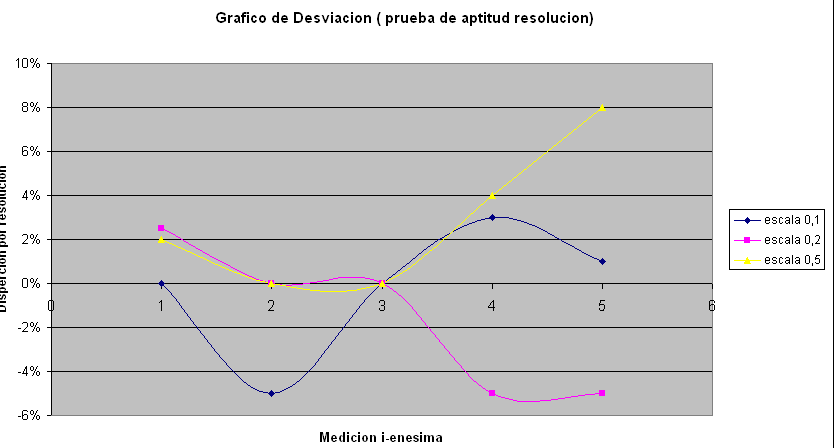 Grafico de Desviacion ( prueba de aptitud resolucion)
10%
8%
6%
4%
2%
0%
-2%
-4%
-6%
0 1 2 3 4 5 6
Dispercion por resolucion
Medicion i-enesima
escala 0,1
escala 0,2
escala 0,5